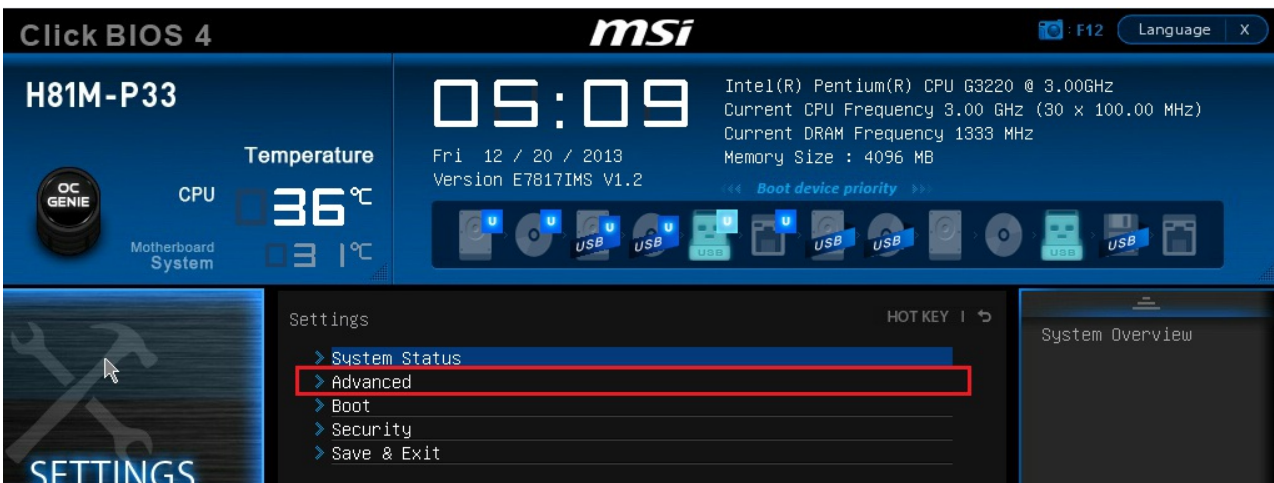 Click BIOS 4
msi
: F12
Language X
H81M-P33
OC
GENIE
Temperature
CPU 36°C
Motherboard
System 31°C
05:09
Fri 12 / 20 / 2013
Version E7817IMS V1.2
Intel(R) Pentium(R) CPU G3220 @ 3.00GHz
Current CPU Frequency 3.00 GHz (30 x 100.00 MHz)
Current DRAM Frequency 1333 MHz
Memory Size : 4096 MB
Boot device priority
U U U USB U USB U USB U USB USB USB USB
SETTINGS
Settings
HOT KEY |
System Status
Advanced
Boot
Security
Save & Exit
System Overview